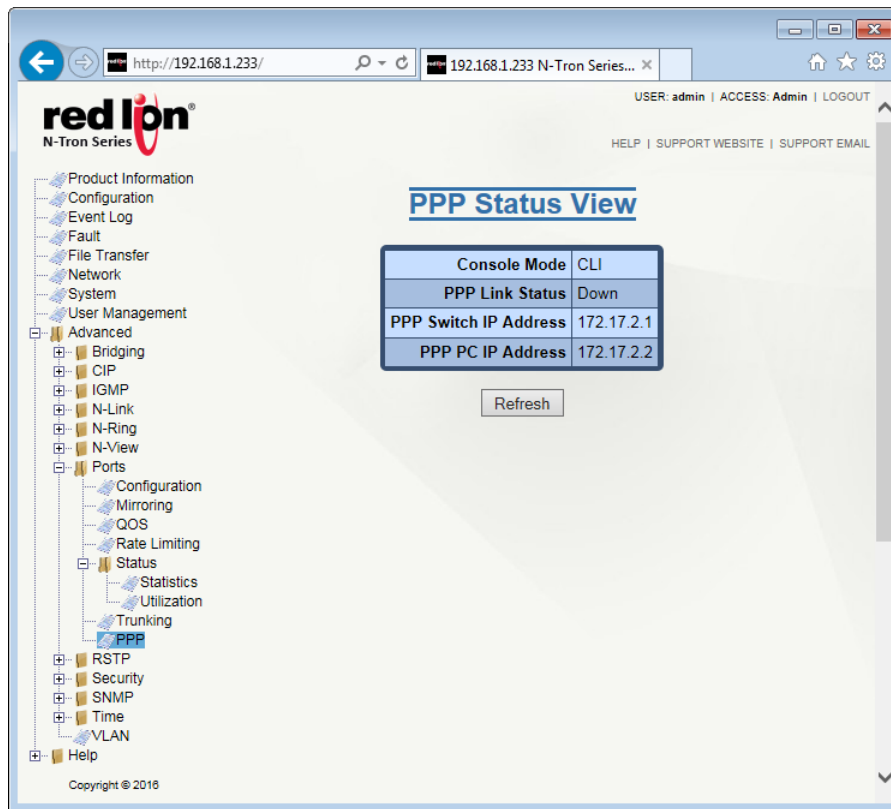 http://192.168.1.233/
192.168.1.233 N-Tron Series...
red lion®
N-Tron Series
USER: admin | ACCESS: Admin | LOGOUT
HELP | SUPPORT WEBSITE | SUPPORT EMAIL
Product Information
Configuration
Event Log
Fault
File Transfer
Network
System
User Management
Advanced
Bridging
CIP
IGMP
N-Link
N-Ring
N-View
Ports
Configuration
Mirroring
QOS
Rate Limiting
Status
Statistics
Utilization
Trunking
PPP
RSTP
Security
SNMP
Time
VLAN
Help
Copyright © 2016
PPP Status View
Console Mode CLI
PPP Link Status Down
PPP Switch IP Address 172.17.2.1
PPP PC IP Address 172.17.2.2
Refresh